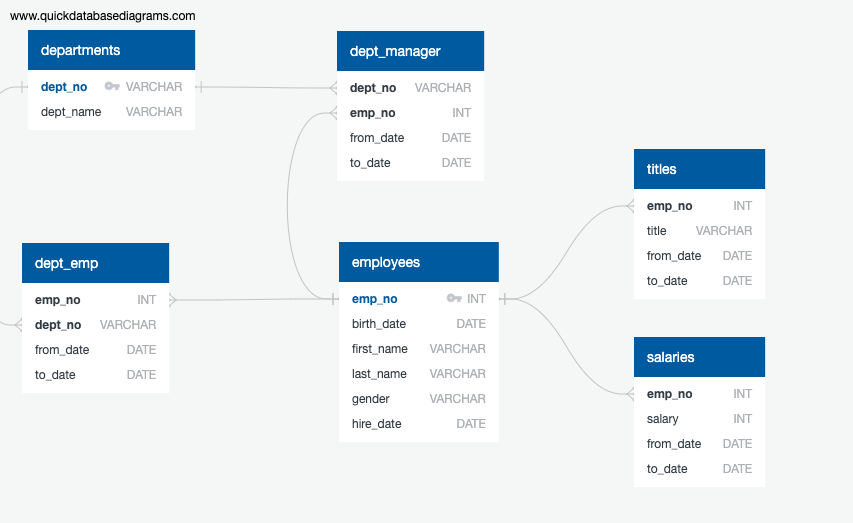 www.quickdatabasediagrams.com
departments
dept_no VARCHAR
dept_name VARCHAR
dept_manager
dept_no VARCHAR
emp_no INT
from_date DATE
to_date DATE
titles
emp_no INT
title VARCHAR
from_date DATE
to_date DATE
dept_emp
emp_no INT
dept_no VARCHAR
from_date DATE
to_date DATE
employees
emp_no INT
birth_date DATE
first_name VARCHAR
last_name VARCHAR
gender VARCHAR
hire_date DATE
salaries
emp_no INT
salary INT
from_date DATE
to_date DATE